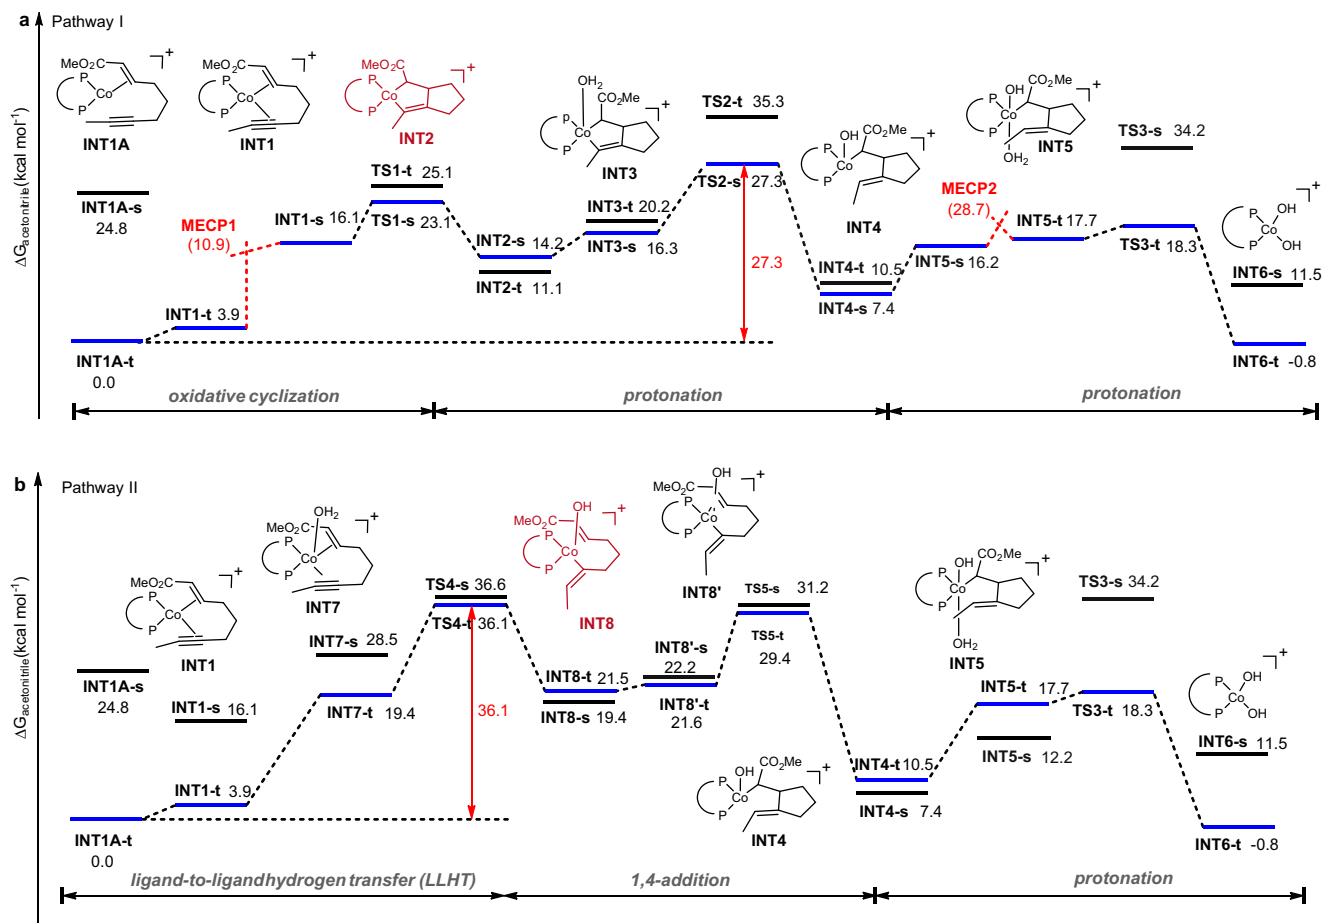 a Pathway I
ΔG acetonitrile (kcal mol-1)
MeO2C
P
Co
P
+
INT1A
MeO2C
P
Co
P
+
INT1
MeO2C
P
Co
P
+
INT2
OH2
CO2Me
P
Co
P
+
INT3
TS2-t 35.3
OH
CO2Me
P
Co
P
+
INT4
OH
CO2Me
P
Co
P
OH2
+
INT5
TS3-s 34.2
P
Co
P
OH
OH
+
INT1A-s
24.8
MECP1
(10.9)
INT1-s 16.1
TS1-t 25.1
TS1-s 23.1
INT2-s 14.2
INT2-t 11.1
INT3-t 20.2
INT3-s 16.3
TS2-s 27.3
27.3
INT4-t 10.5
INT4-s 7.4
MECP2
(28.7)
INT5-s 16.2
INT5-t 17.7
TS3-t 18.3
INT6-s 11.5
INT1-t 3.9
INT1A-t
0.0
INT6-t -0.8
oxidative cyclization
protonation
protonation
b Pathway II
ΔG acetonitrile (kcal mol-1)
MeO2C
P
Co
P
+
INT1
OH2
MeO2C
P
Co
P
+
INT7
OH
MeO2C
P
Co
P
+
INT8
OH
MeO2C
P
Co
P
+
INT8'
OH
CO2Me
P
Co
P
+
INT4
OH
CO2Me
P
Co
P
OH2
+
INT5
P
Co
P
OH
OH
+
INT1A-s
24.8
INT1-s 16.1
INT7-s 28.5
INT7-t 19.4
TS4-s 36.6
TS4-t 36.1
36.1
INT8-t 21.5
INT8-s 19.4
INT8'-s
22.2
INT8'-t
21.6
TS5-s 31.2
TS5-t
29.4
INT4-t 10.5
INT4-s 7.4
INT5-t 17.7
INT5-s 12.2
TS3-s 34.2
TS3-t 18.3
INT6-s 11.5
INT1-t 3.9
INT1A-t
0.0
INT6-t -0.8
ligand-to-ligand hydrogen transfer (LLHT)
1,4-addition
protonation